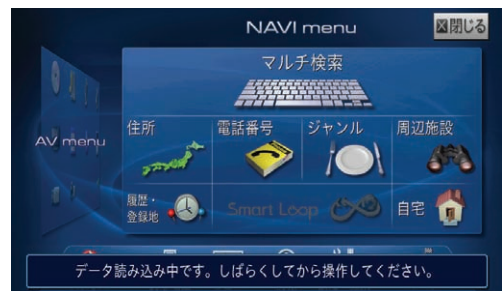 NAVI menu
閉じる
マルチ検索
AV menu
住所
電話番号
ジャンル
周辺施設
履歴・
登録地
Smart Loop
自宅
データ読み込み中です。しばらくしてから操作してください。